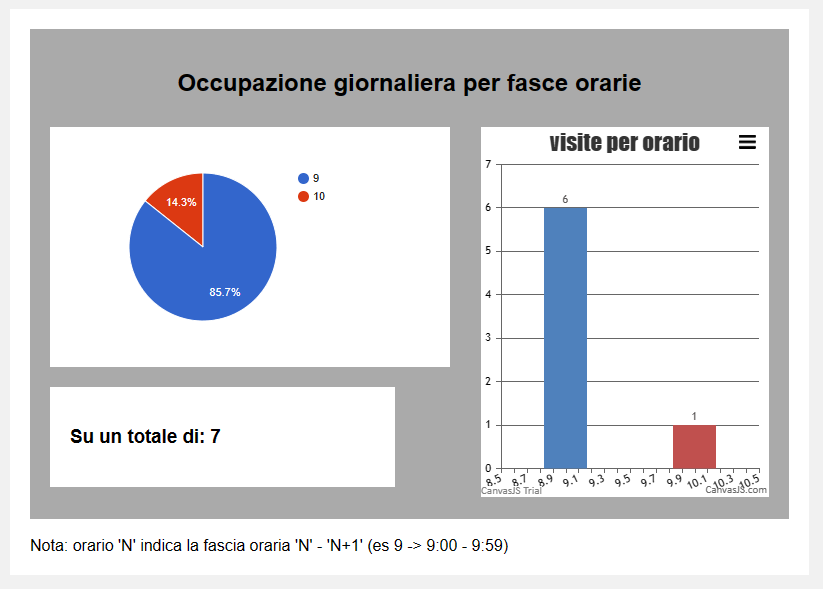 Occupazione giornaliera per fasce orarie
9
10
14.3%
85.7%
visite per orario
7
6
5
4
3
2
1
0
6
1
8.5 8.7 8.9 9.1 9.3 9.5 9.7 9.9 10.1 10.3 10.5
CanvasJS Trial
CanvasJS.com
Su un totale di: 7
Nota: orario 'N' indica la fascia oraria 'N' - 'N+1' (es 9 -> 9:00 - 9:59)